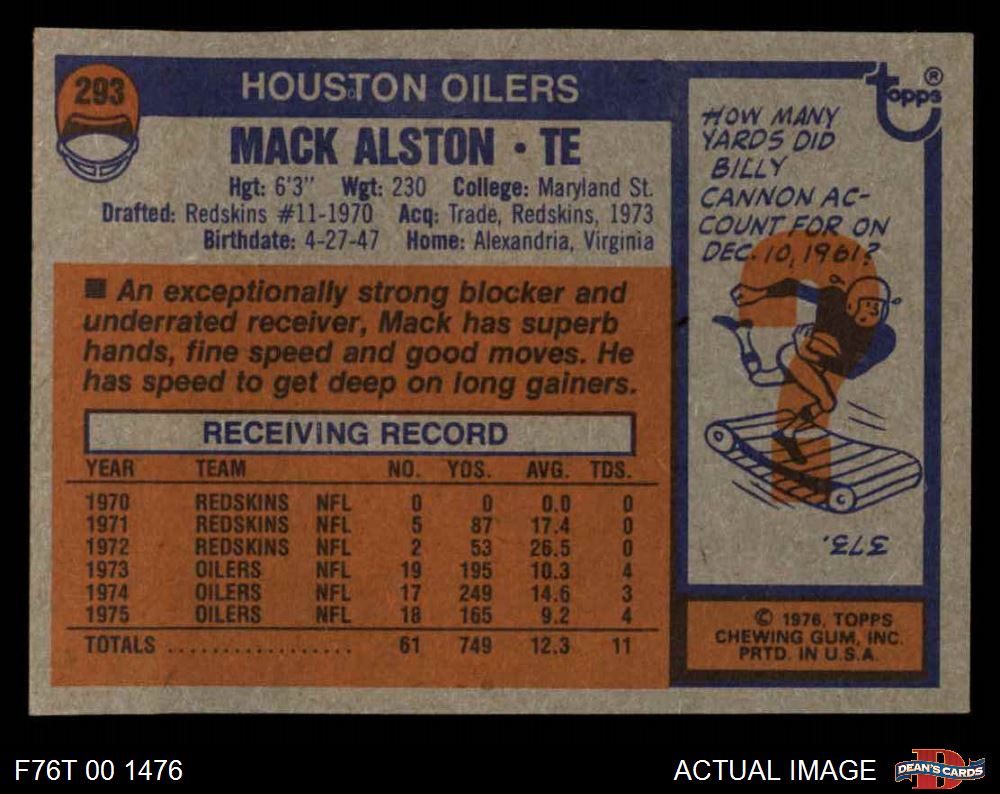 293
HOUSTON OILERS
MACK ALSTON • TE
Hgt: 6'3" Wgt: 230 College: Maryland St.
Drafted: Redskins #11-1970 Acq: Trade, Redskins, 1973
Birthdate: 4-27-47 Home: Alexandria, Virginia
■ An exceptionally strong blocker and
underrated receiver, Mack has superb
hands, fine speed and good moves. He
has speed to get deep on long gainers.
RECEIVING RECORD
YEAR TEAM NO. YDS. AVG. TDS.
1970 REDSKINS NFL 0 0 0.0 0
1971 REDSKINS NFL 5 87 17.4 0
1972 REDSKINS NFL 2 53 26.5 0
1973 OILERS NFL 19 195 10.3 4
1974 OILERS NFL 17 249 14.6 3
1975 OILERS NFL 18 165 9.2 4
TOTALS .................. 61 749 12.3 11
topps®
HOW MANY
YARDS DID
BILLY
CANNON AC-
COUNT FOR ON
DEC. 10, 1961?
373.
© 1976, TOPPS
CHEWING GUM, INC.
PRTD. IN U.S.A.
F76T 00 1476
ACTUAL IMAGE
DEAN'S CARDS